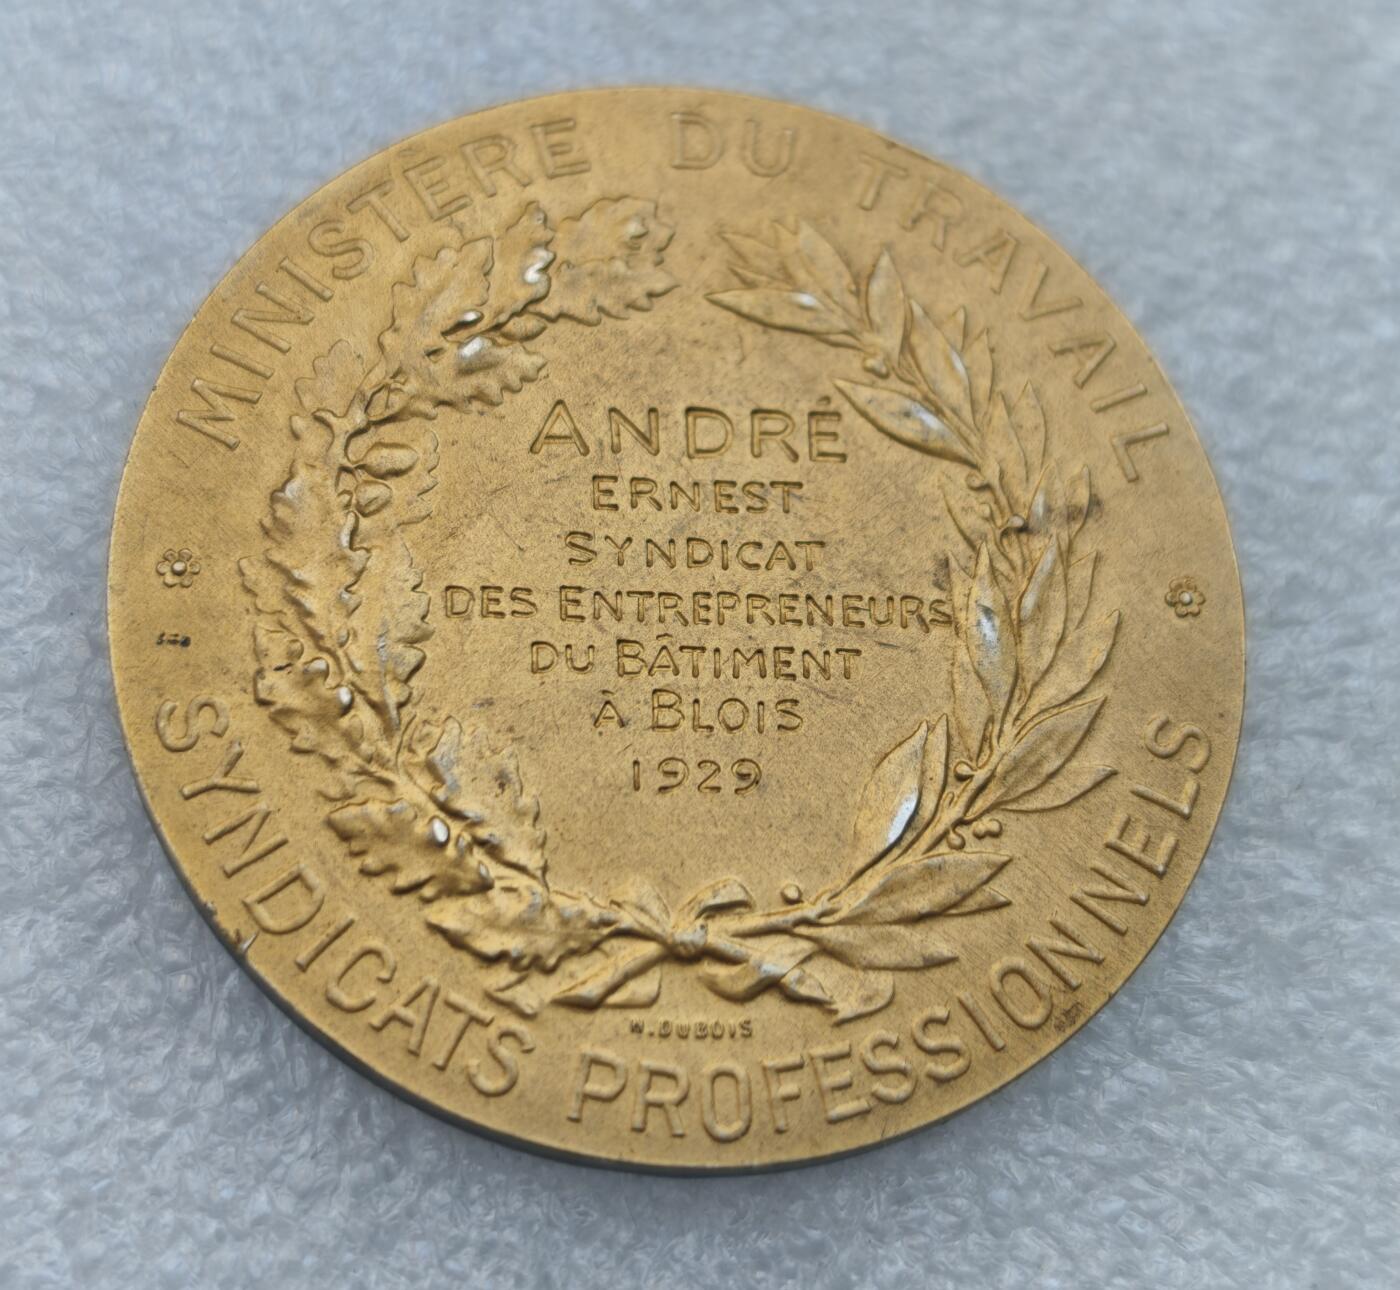 MINISTÈRE DU TRAVAIL
ANDRÉ
ERNEST
SYNDICAT
DES ENTREPRENEURS
DU BÂTIMENT
À BLOIS
1929
H. DUBOIS
SYNDICATS PROFESSIONNELS